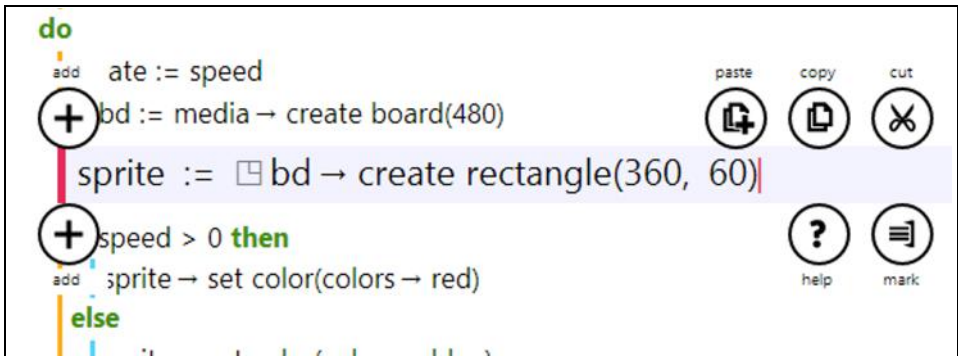 do
add ate := speed paste copy cut
bd := media → create board(480)
sprite := bd → create rectangle(360, 60)
speed > 0 then
add sprite → set color(colors → red) help mark
else